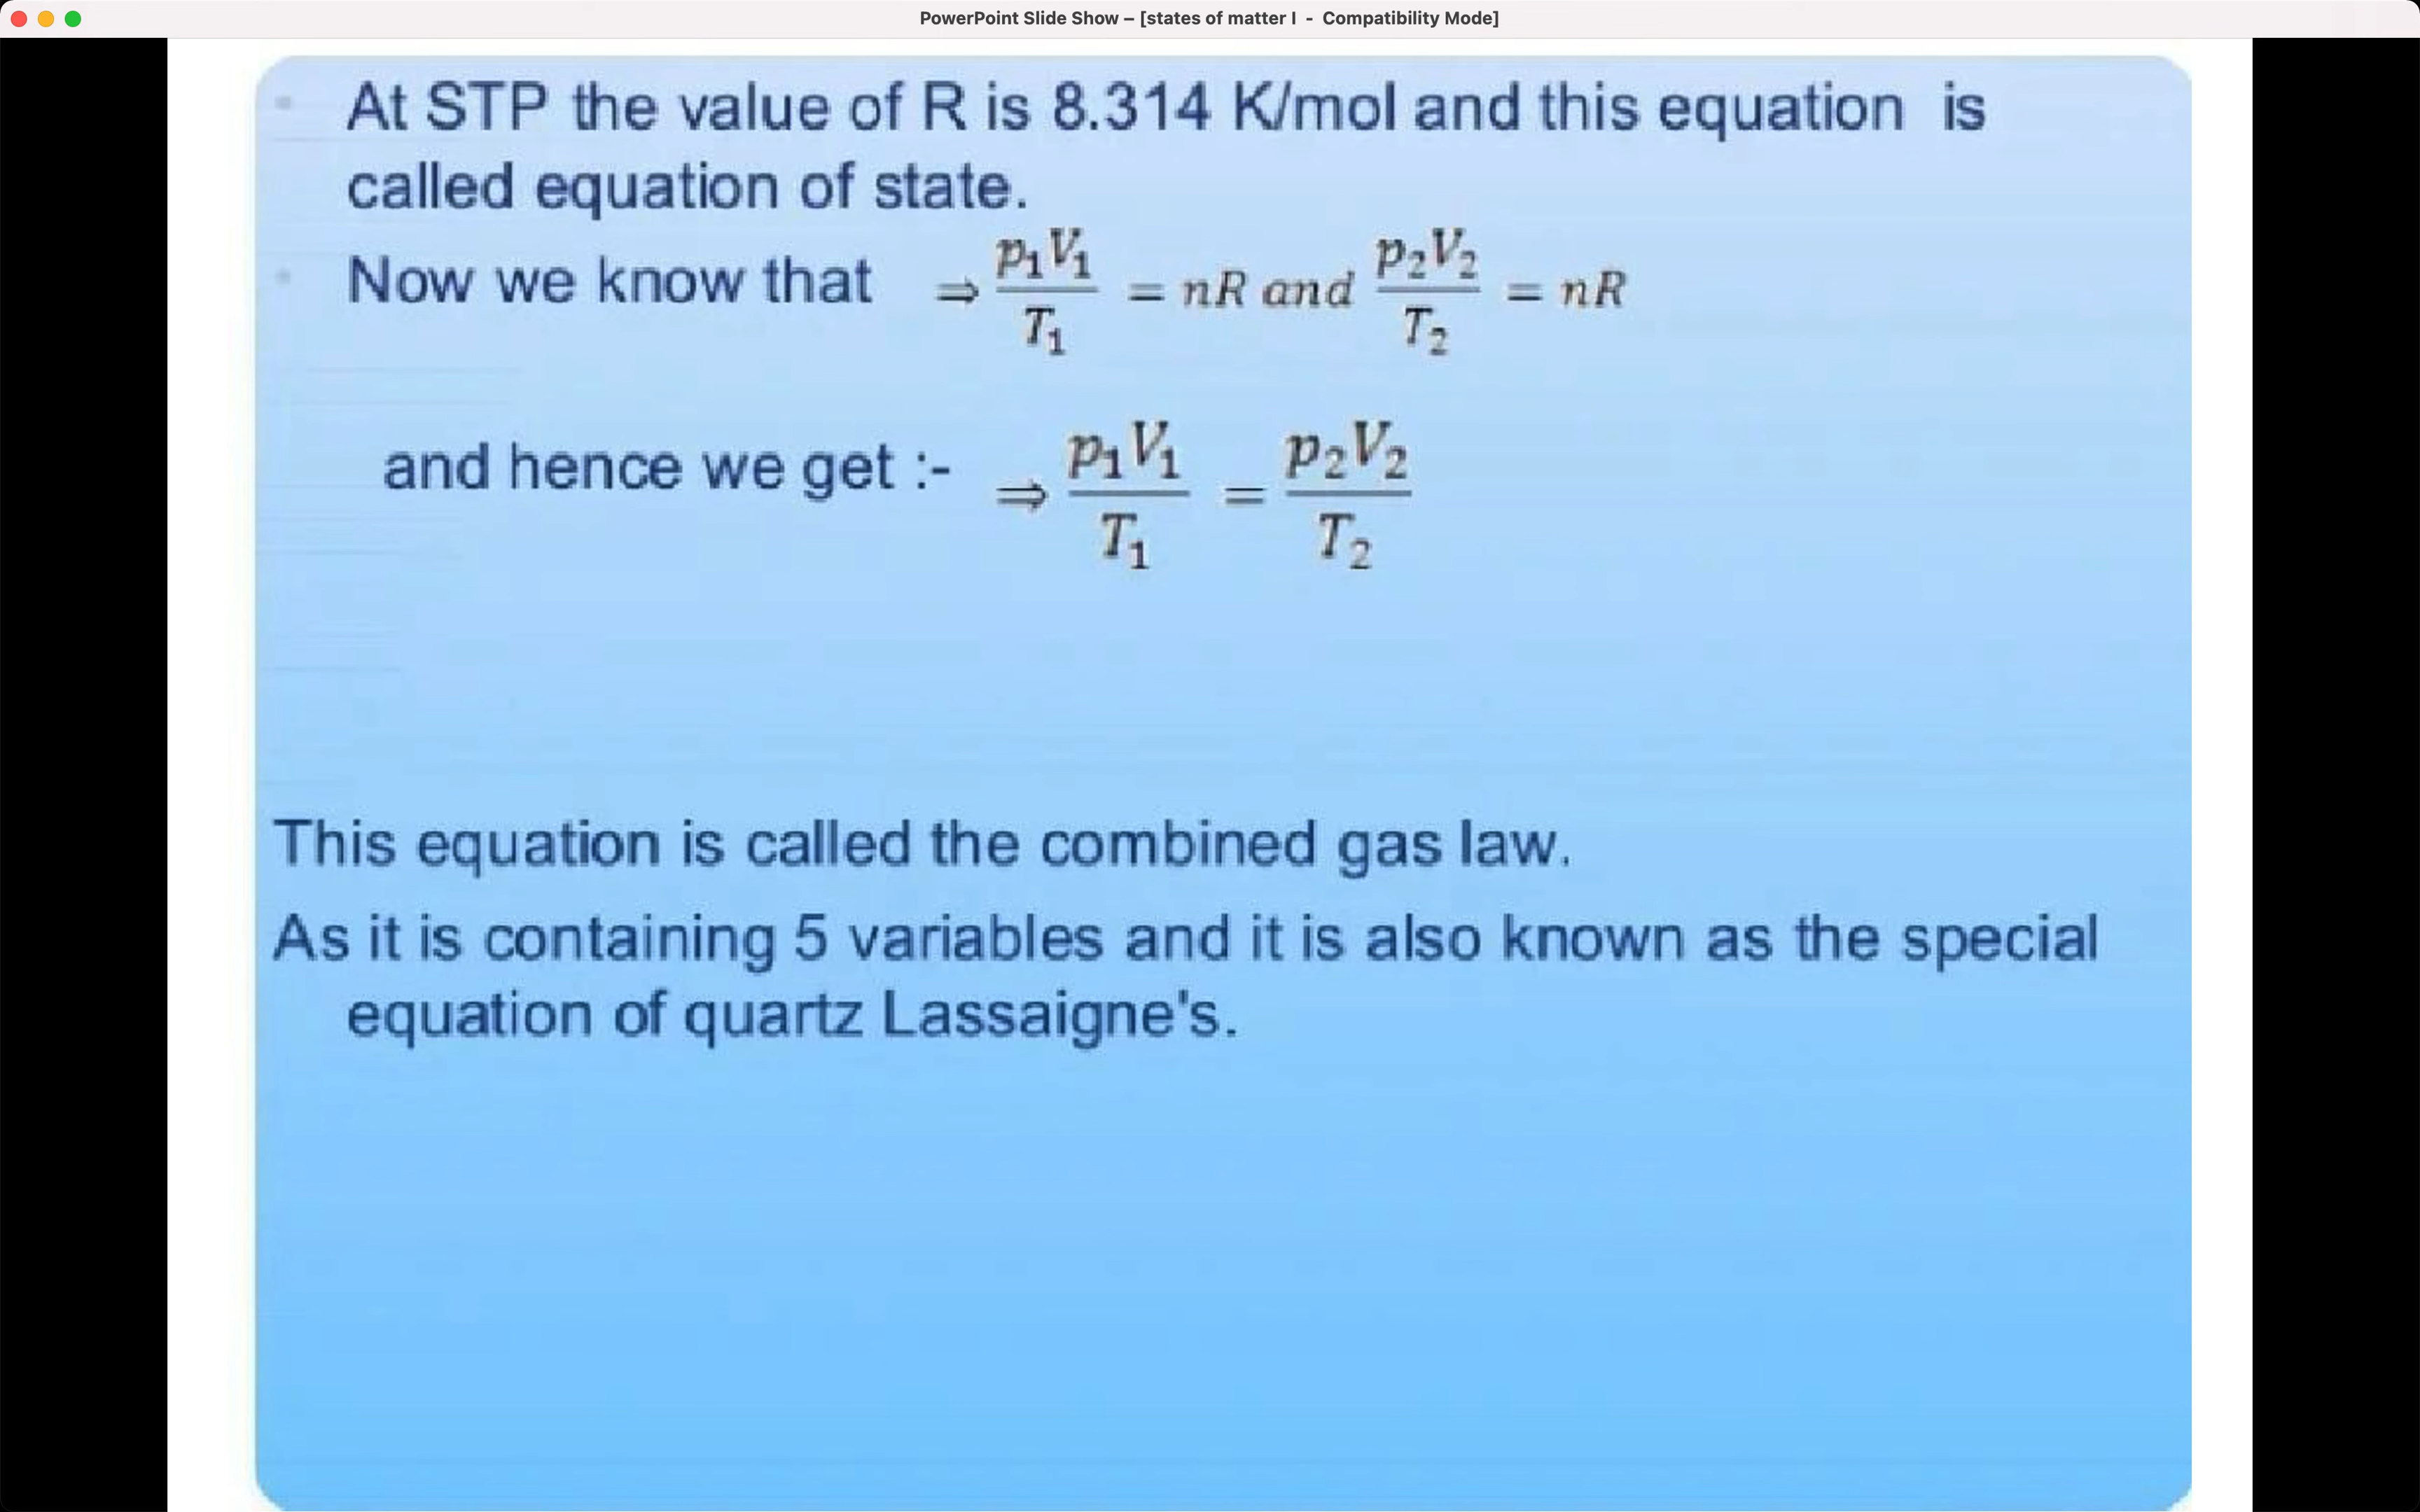 PowerPoint Slide Show – [states of matter I  -  Compatibility Mode]
At STP the value of R is 8.314 K/mol and this equation  is
called equation of state.
Now we know that ⇒ p₁V₁/T₁ = nR and p₂V₂/T₂ = nR
and hence we get :- ⇒ p₁V₁/T₁ = p₂V₂/T₂
This equation is called the combined gas law.
As it is containing 5 variables and it is also known as the special
equation of quartz Lassaigne's.